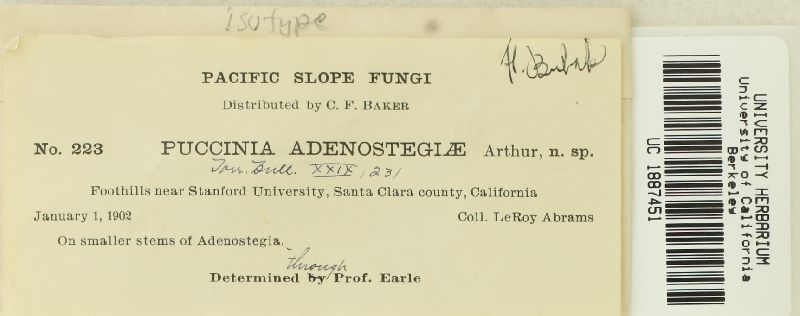 isotype
PACIFIC SLOPE FUNGI
Distributed by C. F. BAKER
No. 223 PUCCINIA ADENOSTEGIÆ Arthur, n. sp.
Torr. Bull. XXIX, 231
Foothills near Stanford University, Santa Clara county, California
January 1, 1902 Coll. LeRoy Abrams
On smaller stems of Adenostegia.
through
Determined by Prof. Earle
UNIVERSITY HERBARIUM
University of California
Berkeley
UC 1887451